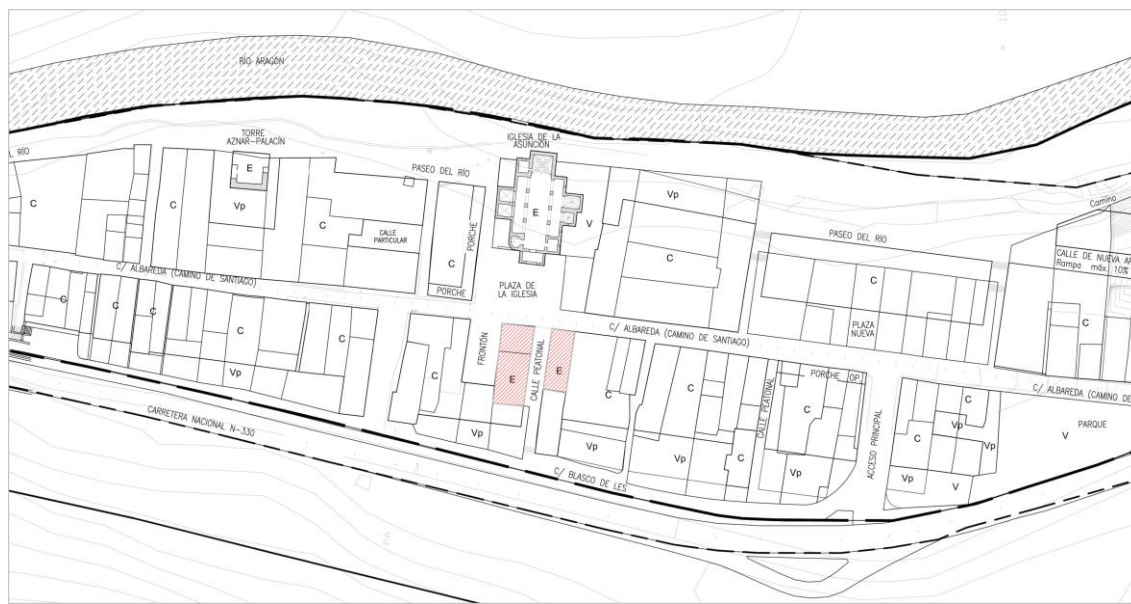 RÍO ARAGÓN
TORRE
AZNAR-PALACÍN
IGLESIA DE LA
ASUNCIÓN
L RÍO
E
PASEO DEL RÍO
Vp
Camino
C
C
Vp
C
CALLE
PARTICULAR
PORCHE
C
PORCHE
E
V
C
PASEO DEL RÍO
CALLE DE NUEVA AP
Rampa máx. 10%
C/ ALBAREDA (CAMINO DE SANTIAGO)
PLAZA DE
LA IGLESIA
C
PLAZA
NUEVA
C
C
C
C
C
C
Vp
Vp
FRONTÓN
C
E
CALLE PEATONAL
E
C/ ALBAREDA (CAMINO DE SANTIAGO)
C
C
PORCHE OP.
C/ ALBAREDA (CAMINO DE
CARRETERA NACIONAL N-330
Vp
Vp
Vp
C
CALLE PEATONAL
C
Vp
ACCESO PRINCIPAL
C
Vp
C
Vp
Vp
V
PARQUE
V
C/ BLASCO DE LES